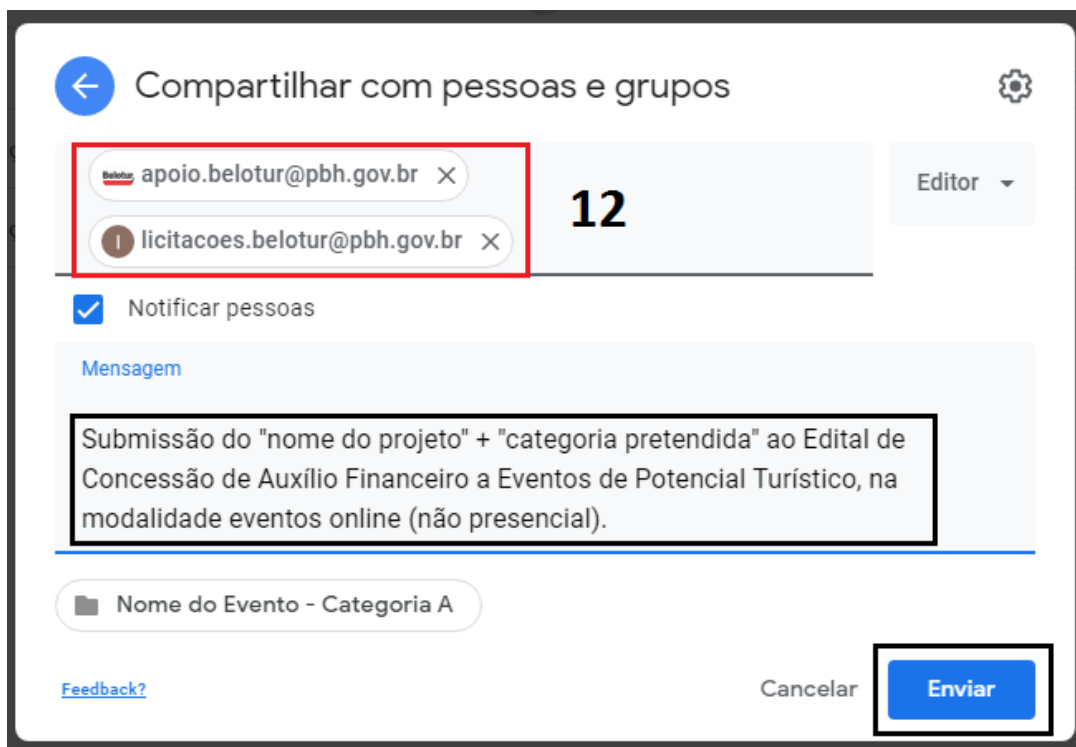 Compartilhar com pessoas e grupos
Belotur apoio.belotur@pbh.gov.br
Editor
12
I licitacoes.belotur@pbh.gov.br
Notificar pessoas
Mensagem
Submissão do "nome do projeto" + "categoria pretendida" ao Edital de
Concessão de Auxílio Financeiro a Eventos de Potencial Turístico, na
modalidade eventos online (não presencial).
Nome do Evento - Categoria A
Feedback?
Cancelar
Enviar